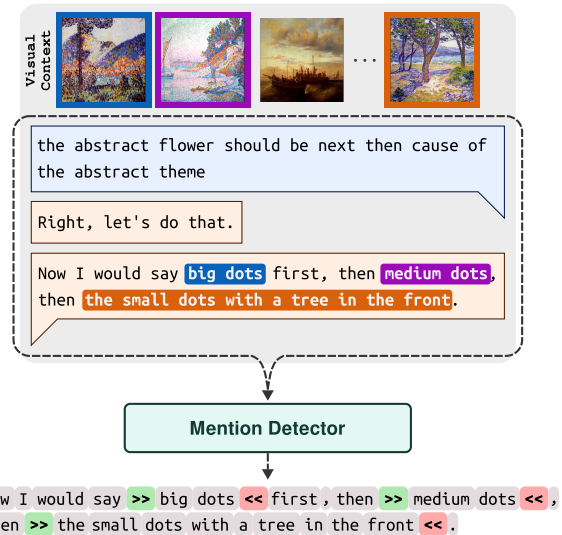 Visual
Context
...
the abstract flower should be next then cause of
the abstract theme
Right, let's do that.
Now I would say big dots first, then medium dots,
then the small dots with a tree in the front.
Mention Detector
w I would say >> big dots << first, then >> medium dots <<,
en >> the small dots with a tree in the front <<.